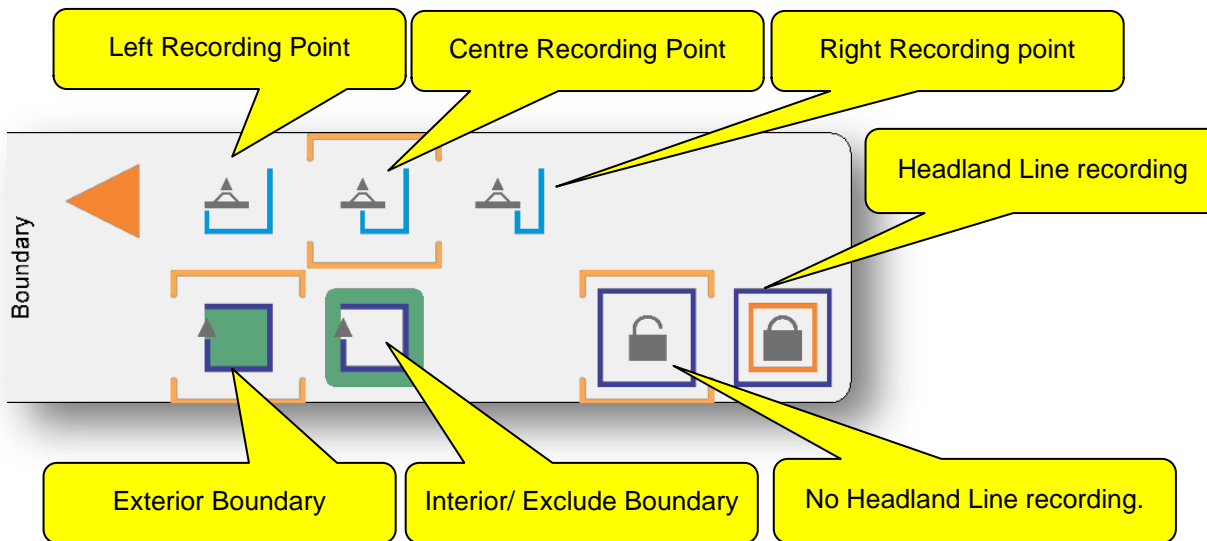 Left Recording Point
Centre Recording Point
Right Recording point
Headland Line recording
Boundary
Exterior Boundary
Interior/ Exclude Boundary
No Headland Line recording.